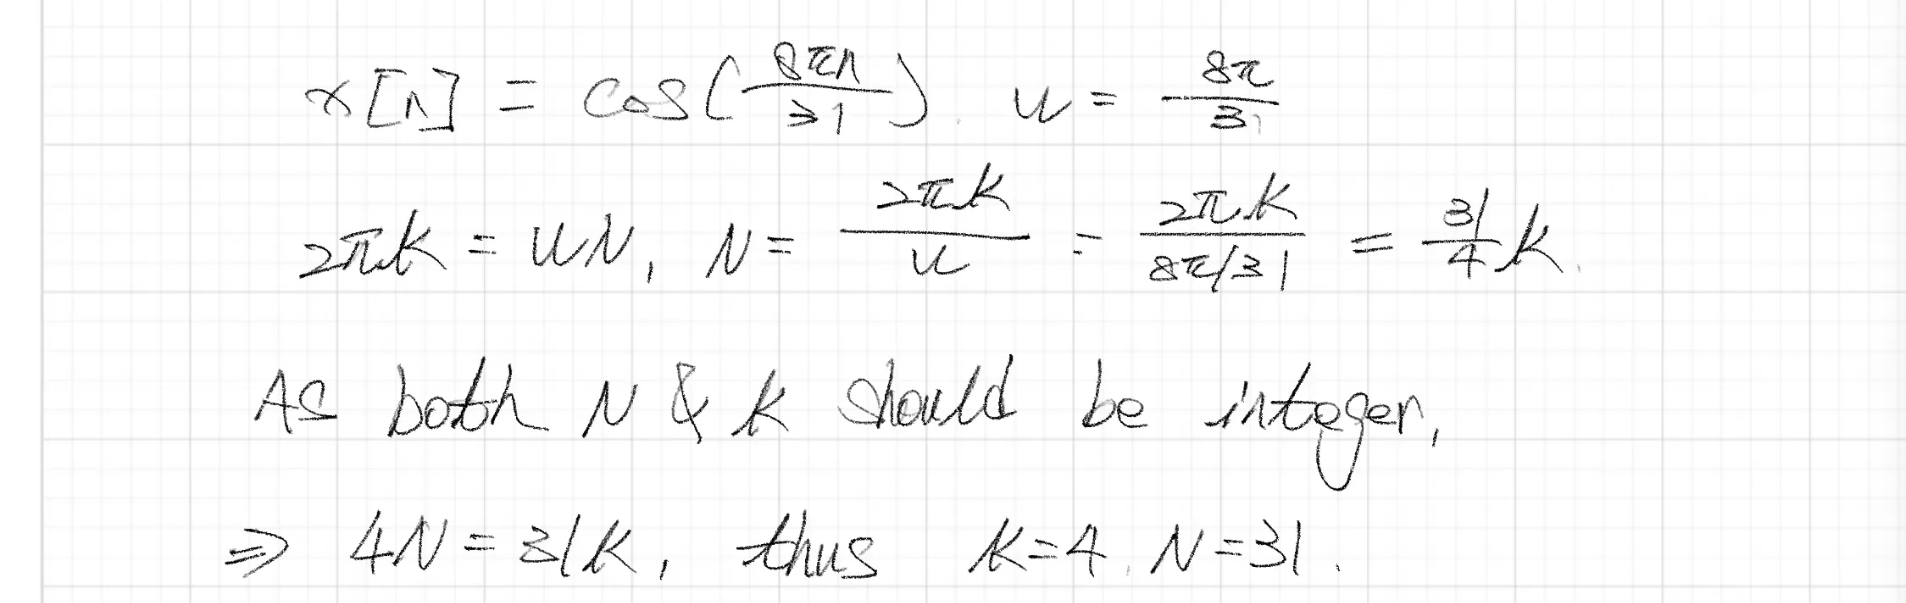 x[n] = cos(8πn/31). u = 8π/31
2πk = uN, N = 2πk/u = 2πk/(8π/31) = 31/4 k.
As both N & k should be integer,
⇒ 4N = 31k, thus k=4. N=31.